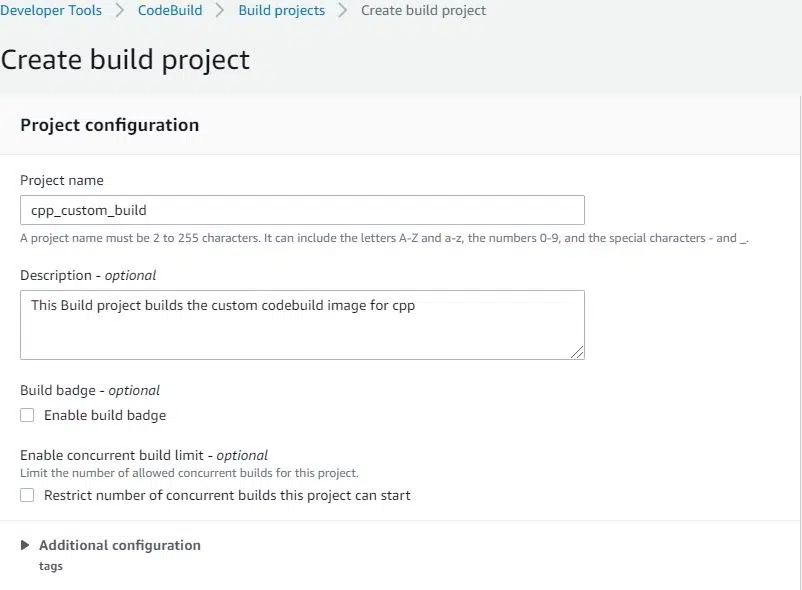 Developer Tools > CodeBuild > Build projects > Create build project
Create build project
Project configuration
Project name
cpp_custom_build
A project name must be 2 to 255 characters. It can include the letters A-Z and a-z, the numbers 0-9, and the special characters - and _.
Description - optional
This Build project builds the custom codebuild image for cpp
Build badge - optional
Enable build badge
Enable concurrent build limit - optional
Limit the number of allowed concurrent builds for this project.
Restrict number of concurrent builds this project can start
Additional configuration
tags